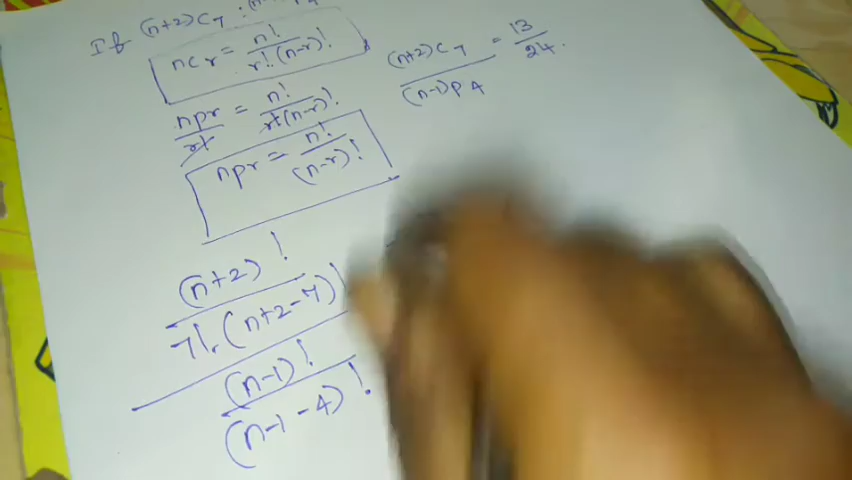 If (n+2)C₇ :
nCr = n! / r!(n-r)!
(n+2)C₇ / (n-1)P₄ = 13 / 24.
npr / r! = n! / r!(n-r)!
npr = n! / (n-r)!
(n+2)! / 7!.(n+2-7)!
(n-1)! / (n-1-4)!